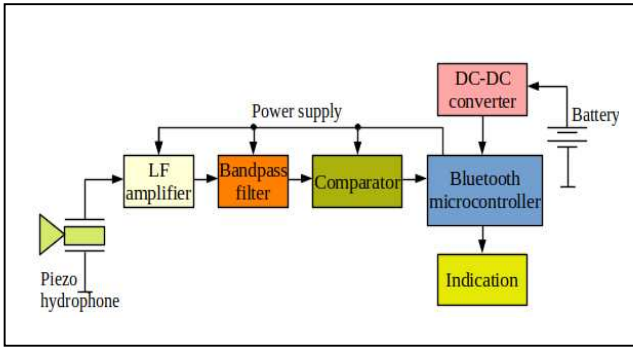 DC-DC
converter
Power supply
Battery
LF
amplifier
Bandpass
filter
Comparator
Bluetooth
microcontroller
Piezo
hydrophone
Indication